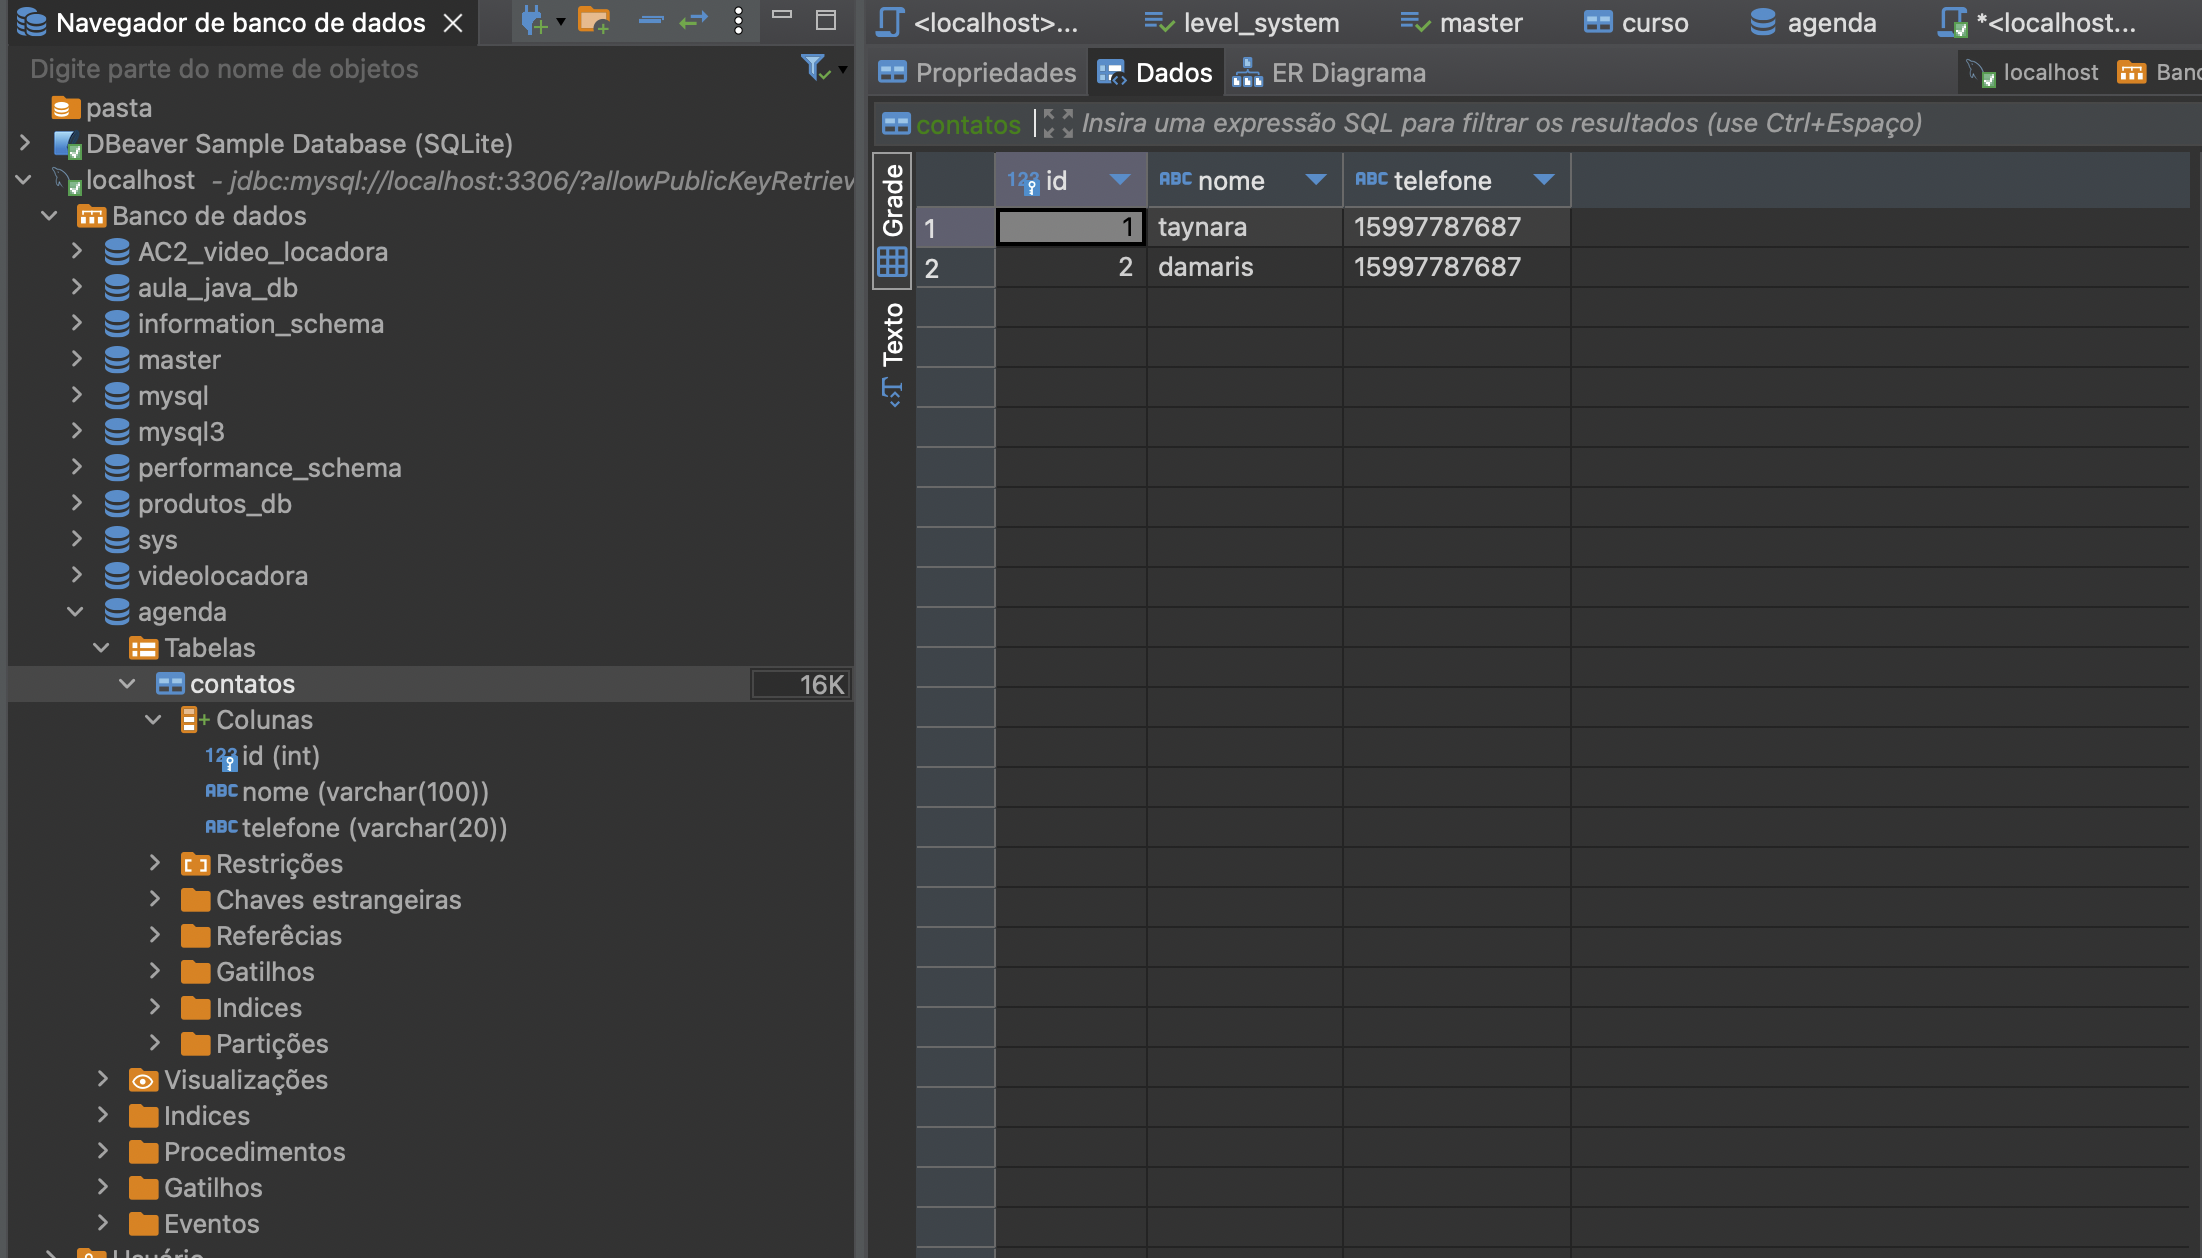 Navegador de banco de dados
Digite parte do nome de objetos
pasta
DBeaver Sample Database (SQLite)
localhost - jdbc:mysql://localhost:3306/?allowPublicKeyRetriev
Banco de dados
AC2_video_locadora
aula_java_db
information_schema
master
mysql
mysql3
performance_schema
produtos_db
sys
videolocadora
agenda
Tabelas
contatos 16K
Colunas
123 id (int)
ABC nome (varchar(100))
ABC telefone (varchar(20))
Restrições
Chaves estrangeiras
Referêcias
Gatilhos
Indices
Partições
Visualizações
Indices
Procedimentos
Gatilhos
Eventos
Usuário
<localhost>... level_system master curso agenda *<localhost...
Propriedades Dados ER Diagrama localhost Banc
contatos Insira uma expressão SQL para filtrar os resultados (use Ctrl+Espaço)
Grade
Texto
123 id ABC nome ABC telefone
1 1 taynara 15997787687
2 2 damaris 15997787687